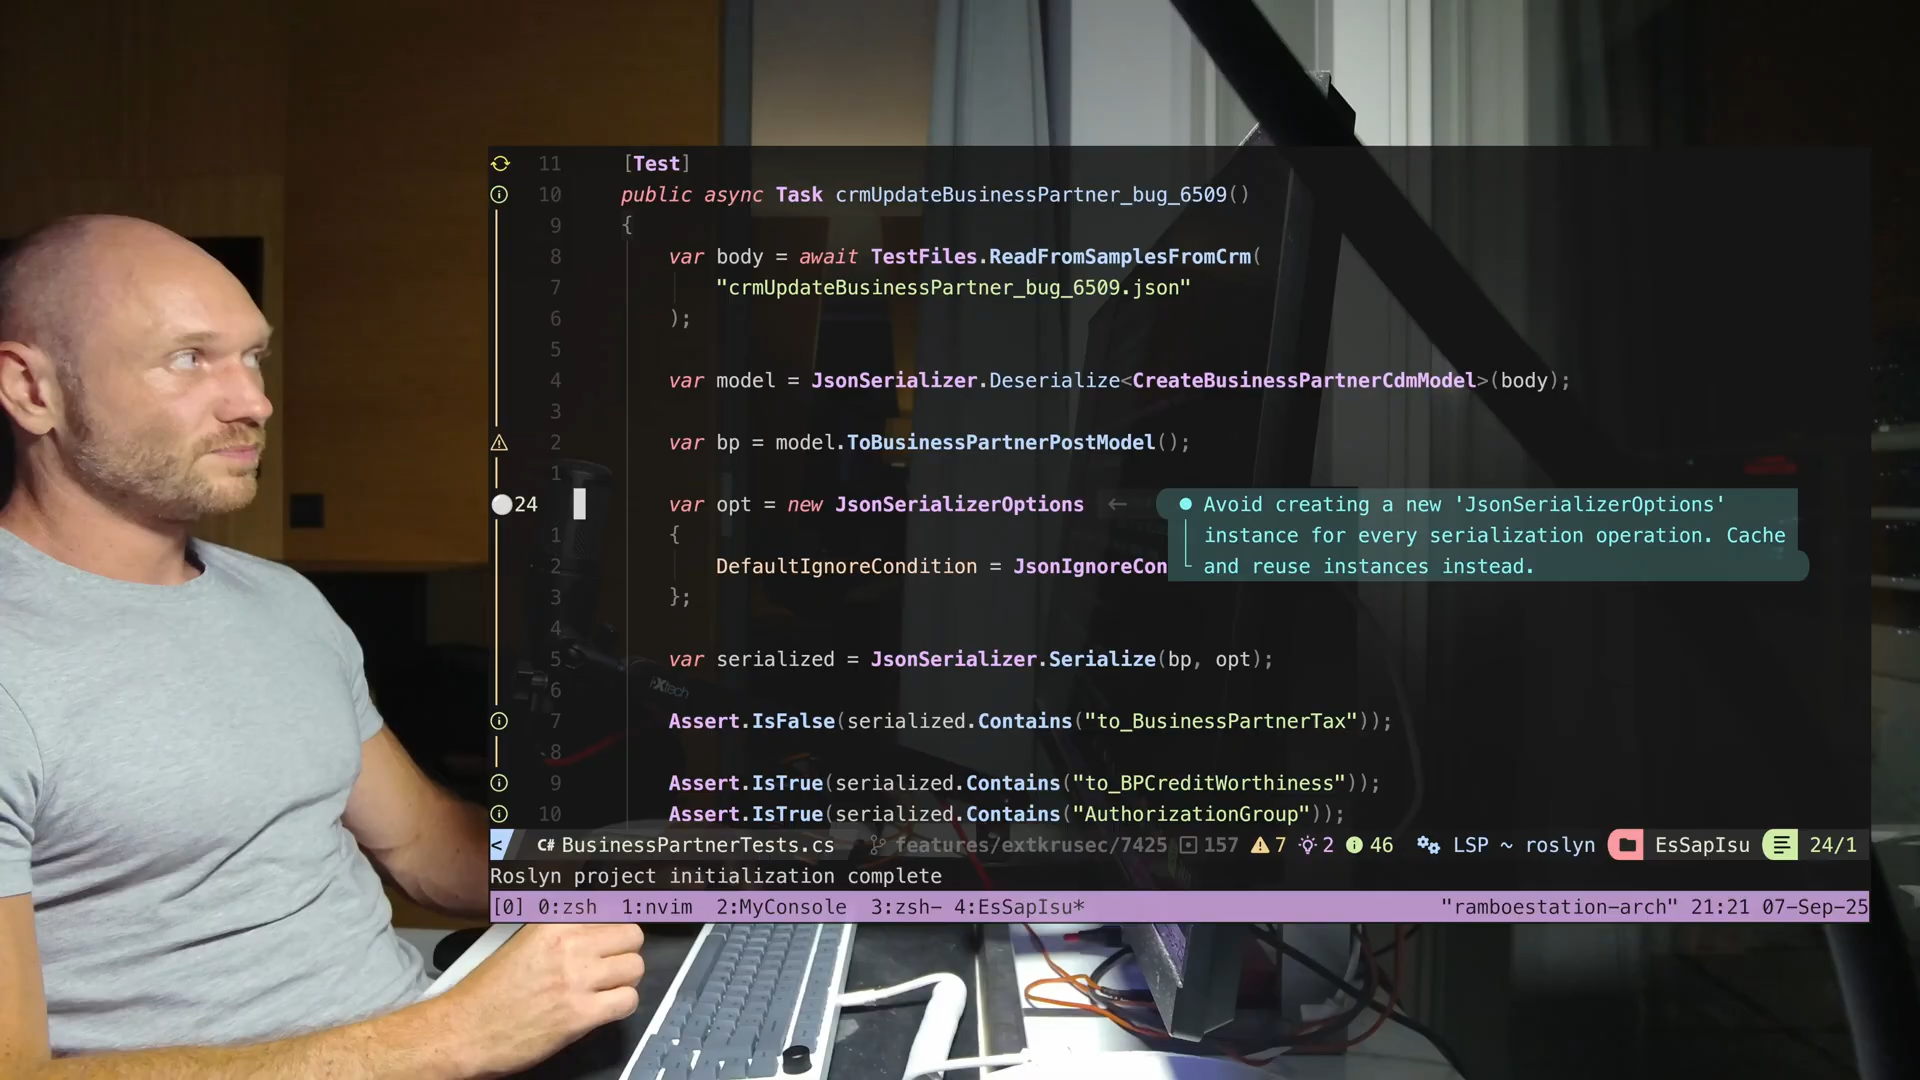 11 [Test]
10 public async Task crmUpdateBusinessPartner_bug_6509()
9 {
8 var body = await TestFiles.ReadFromSamplesFromCrm(
7 "crmUpdateBusinessPartner_bug_6509.json"
6 );
5
4 var model = JsonSerializer.Deserialize<CreateBusinessPartnerCdmModel>(body);
3
2 var bp = model.ToBusinessPartnerPostModel();
1
24 var opt = new JsonSerializerOptions ← ● Avoid creating a new 'JsonSerializerOptions'
1 { instance for every serialization operation. Cache
2 DefaultIgnoreCondition = JsonIgnoreCon and reuse instances instead.
3 };
4
5 var serialized = JsonSerializer.Serialize(bp, opt);
6
7 Assert.IsFalse(serialized.Contains("to_BusinessPartnerTax"));
8
9 Assert.IsTrue(serialized.Contains("to_BPCreditWorthiness"));
10 Assert.IsTrue(serialized.Contains("AuthorizationGroup"));
< C# BusinessPartnerTests.cs features/extkrusec/7425 157 7 2 46 LSP ~ roslyn EsSapIsu 24/1
Roslyn project initialization complete
[0] 0:zsh 1:nvim 2:MyConsole 3:zsh- 4:EsSapIsu* "ramboestation-arch" 21:21 07-Sep-25